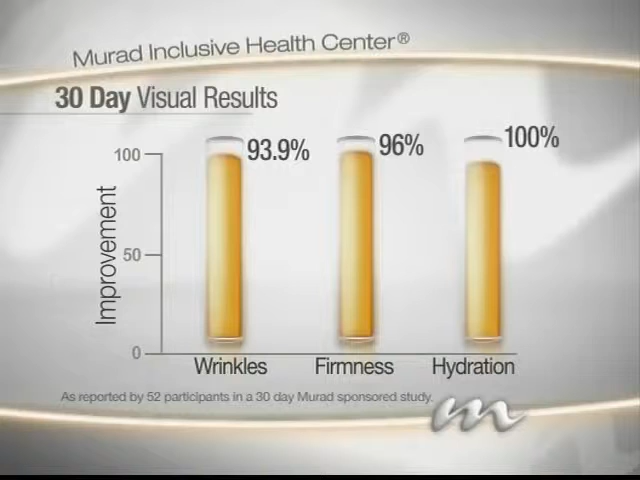 Murad Inclusive Health Center®
30 Day Visual Results
93.9%
96%
100%
100
50
0
Improvement
Wrinkles
Firmness
Hydration
As reported by 52 participants in a 30 day Murad sponsored study.
m